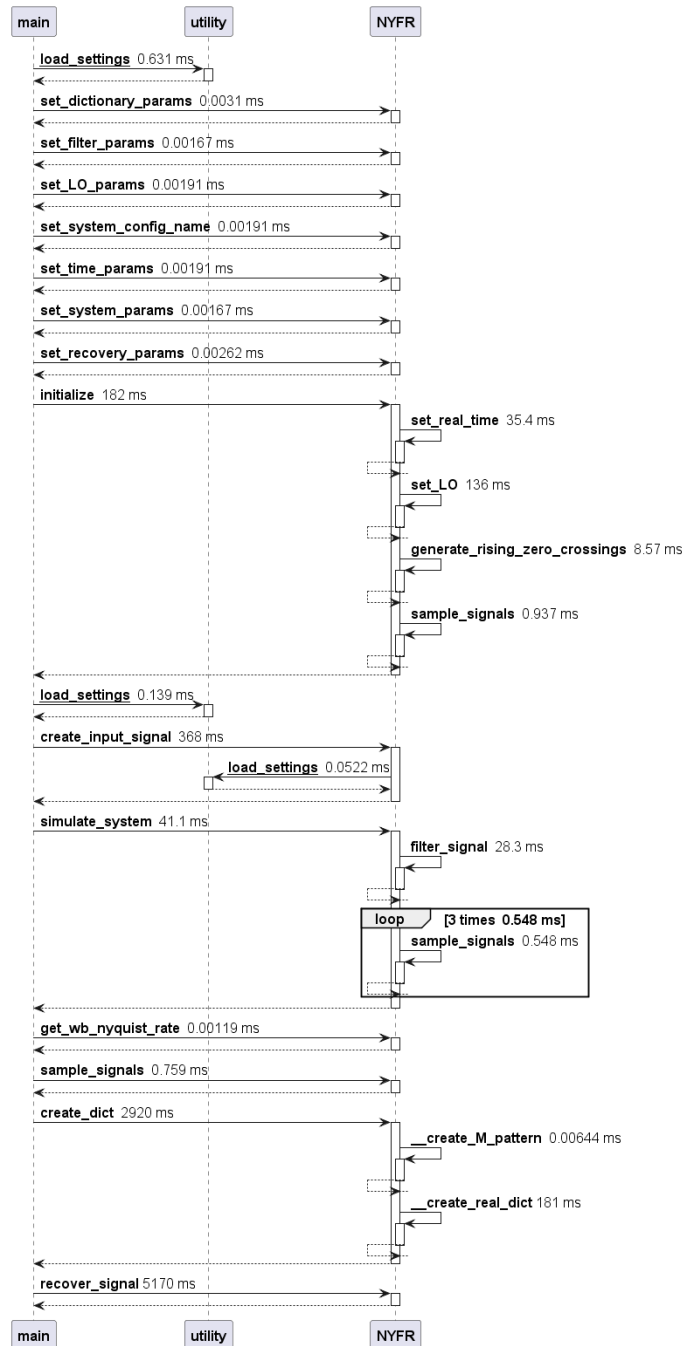 main utility NYFR
load_settings 0.631 ms
set_dictionary_params 0.0031 ms
set_filter_params 0.00167 ms
set_LO_params 0.00191 ms
set_system_config_name 0.00191 ms
set_time_params 0.00191 ms
set_system_params 0.00167 ms
set_recovery_params 0.00262 ms
initialize 182 ms
set_real_time 35.4 ms
set_LO 136 ms
generate_rising_zero_crossings 8.57 ms
sample_signals 0.937 ms
load_settings 0.139 ms
create_input_signal 368 ms
load_settings 0.0522 ms
simulate_system 41.1 ms
filter_signal 28.3 ms
loop [3 times 0.548 ms]
sample_signals 0.548 ms
get_wb_nyquist_rate 0.00119 ms
sample_signals 0.759 ms
create_dict 2920 ms
__create_M_pattern 0.00644 ms
__create_real_dict 181 ms
recover_signal 5170 ms
main utility NYFR